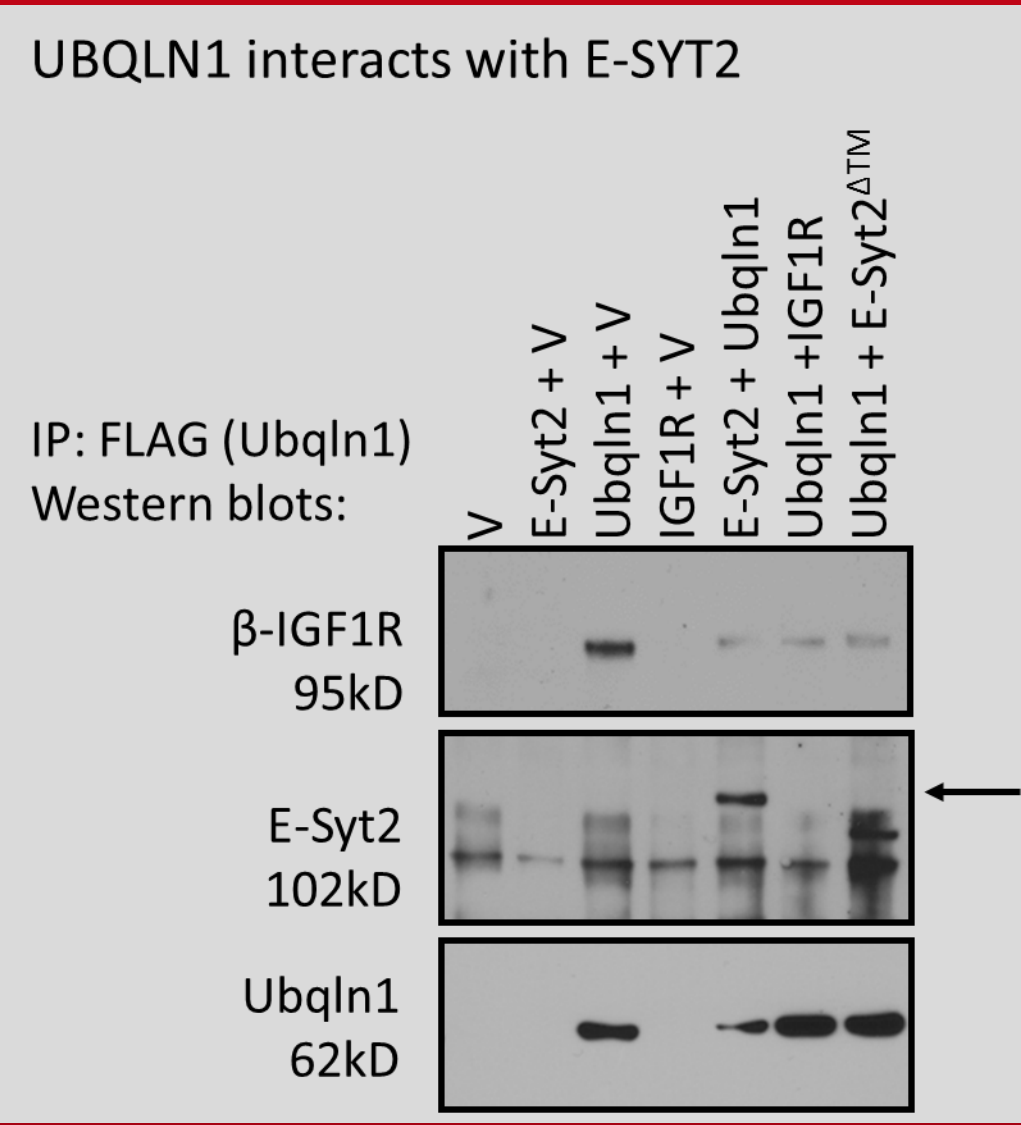 UBQLN1 interacts with E-SYT2
IP: FLAG (Ubqln1)
Western blots:
V
E-Syt2 + V
Ubqln1 + V
IGF1R + V
E-Syt2 + Ubqln1
Ubqln1 +IGF1R
Ubqln1 + E-Syt2ΔTM
β-IGF1R
95kD
E-Syt2
102kD
Ubqln1
62kD